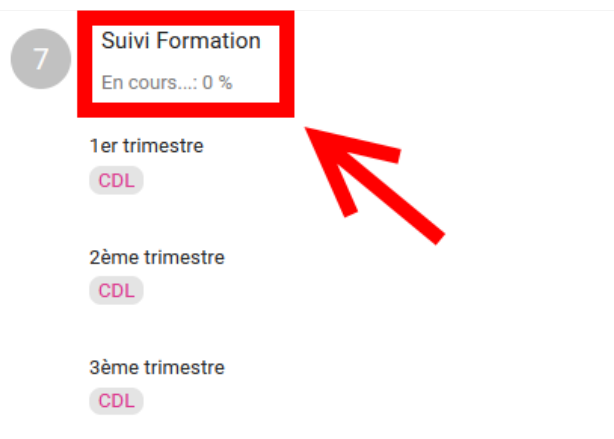 7
Suivi Formation
En cours...: 0 %
1er trimestre
CDL
2ème trimestre
CDL
3ème trimestre
CDL